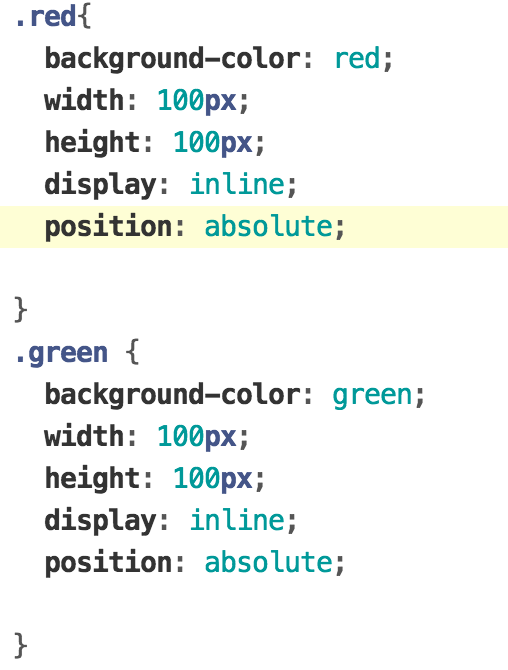 .red{
  background-color: red;
  width: 100px;
  height: 100px;
  display: inline;
  position: absolute;
}
.green {
  background-color: green;
  width: 100px;
  height: 100px;
  display: inline;
  position: absolute;
}